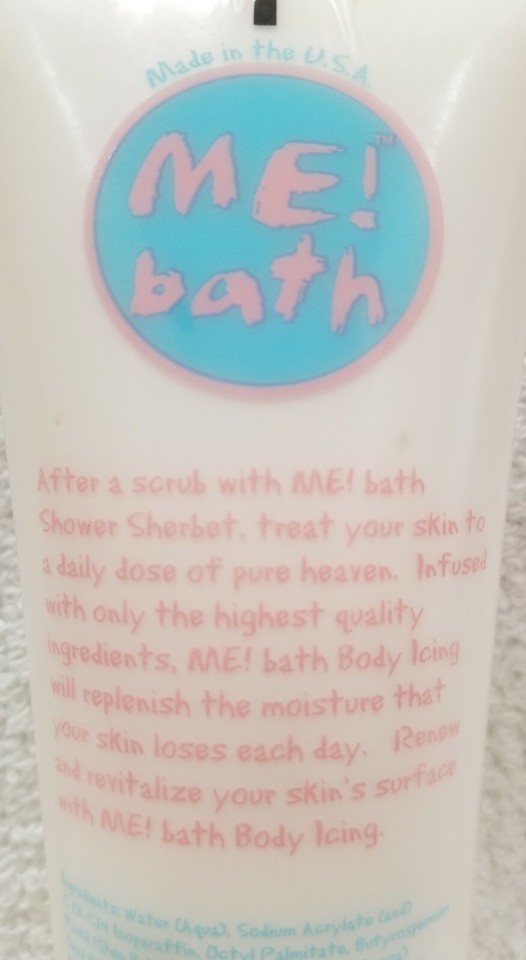 Made in the U.S.A.
ME!™
bath
After a scrub with ME! bath
Shower Sherbet, treat your skin to
a daily dose of pure heaven. Infused
with only the highest quality
ingredients, ME! bath Body Icing
will replenish the moisture that
your skin loses each day. Renew
and revitalize your skin's surface
with ME! bath Body Icing.
Ingredients: Water (Aqua), Sodium Acrylate (and)
Isoparaffin, Octyl Palmitate, Butyrospermum
(Shea